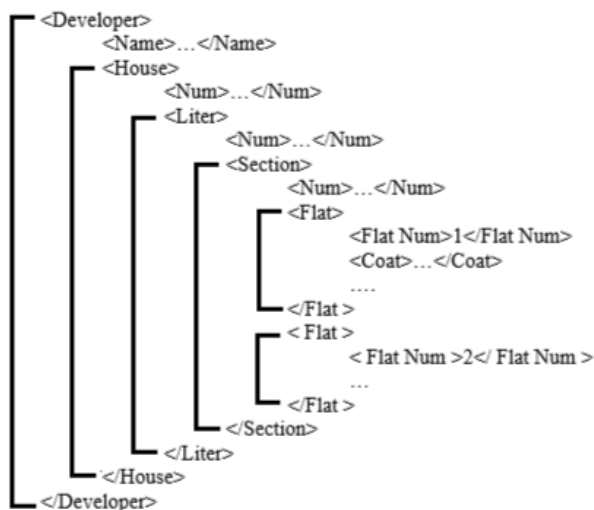 <Developer>
<Name>…</Name>
<House>
<Num>…</Num>
<Liter>
<Num>…</Num>
<Section>
<Num>…</Num>
<Flat>
<Flat Num>1</Flat Num>
<Coat>…</Coat>
….
</Flat >
< Flat >
< Flat Num >2</ Flat Num >
…
</Flat >
</Section>
</Liter>
</House>
</Developer>